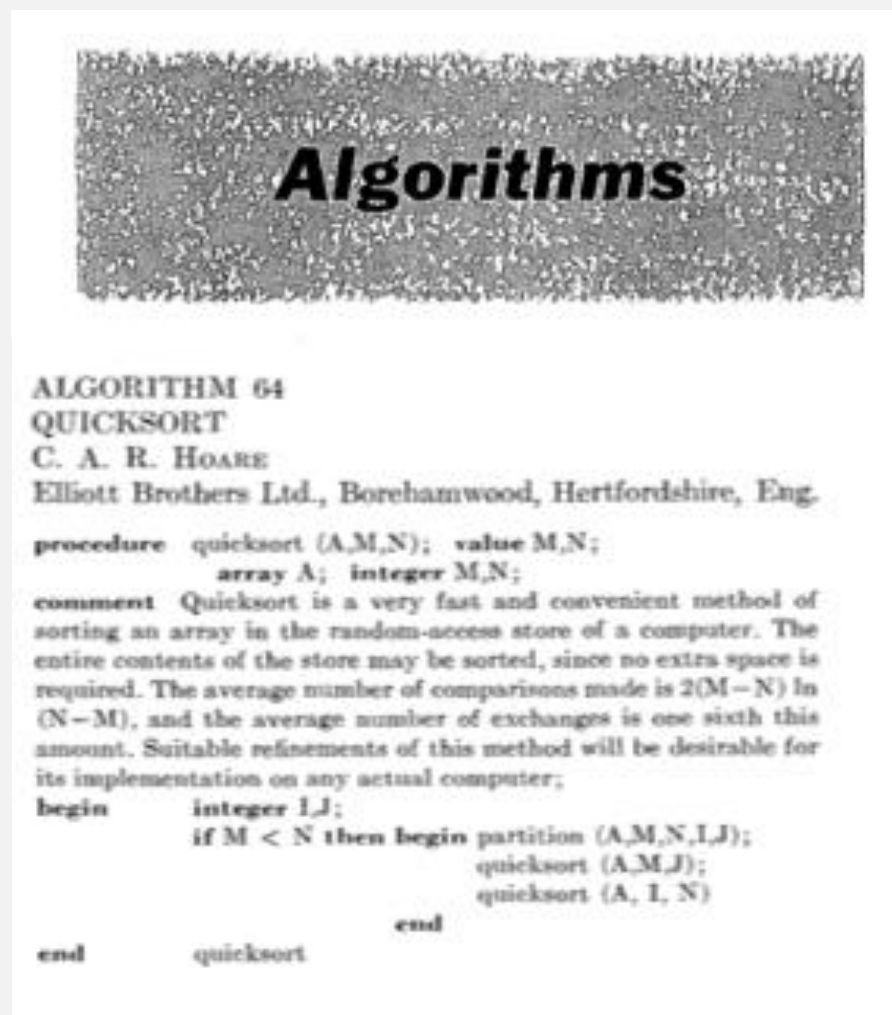 Algorithms
ALGORITHM 64
QUICKSORT
C. A. R. HOARE
Elliott Brothers Ltd., Borehamwood, Hertfordshire, Eng.
procedure quicksort (A,M,N); value M,N;
array A; integer M,N;
comment Quicksort is a very fast and convenient method of
sorting an array in the random-access store of a computer. The
entire contents of the store may be sorted, since no extra space is
required. The average number of comparisons made is 2(M−N) ln
(N−M), and the average number of exchanges is one sixth this
amount. Suitable refinements of this method will be desirable for
its implementation on any actual computer;
begin integer I,J;
if M < N then begin partition (A,M,N,I,J);
quicksort (A,M,J);
quicksort (A, I, N)
end
end quicksort